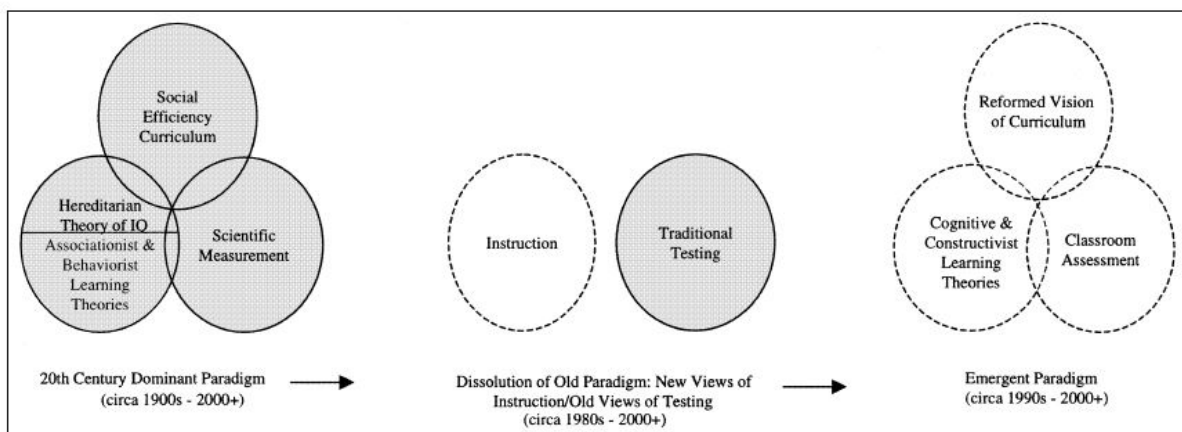 Social
Efficiency
Curriculum
Hereditarian
Theory of IQ
Associationist &
Behaviorist
Learning
Theories
Scientific
Measurement
20th Century Dominant Paradigm
(circa 1900s - 2000+)
Instruction
Traditional
Testing
Dissolution of Old Paradigm: New Views of
Instruction/Old Views of Testing
(circa 1980s - 2000+)
Reformed Vision
of Curriculum
Cognitive &
Constructivist
Learning
Theories
Classroom
Assessment
Emergent Paradigm
(circa 1990s - 2000+)